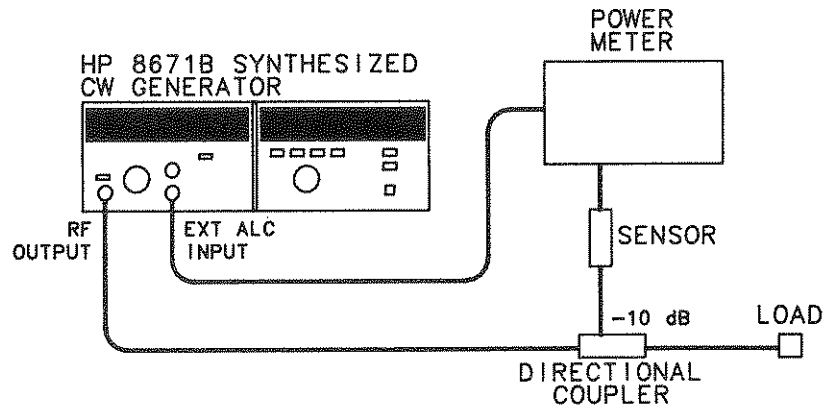 POWER
METER
HP 8671B SYNTHESIZED
CW GENERATOR
RF
OUTPUT
EXT ALC
INPUT
SENSOR
-10 dB
LOAD
DIRECTIONAL
COUPLER